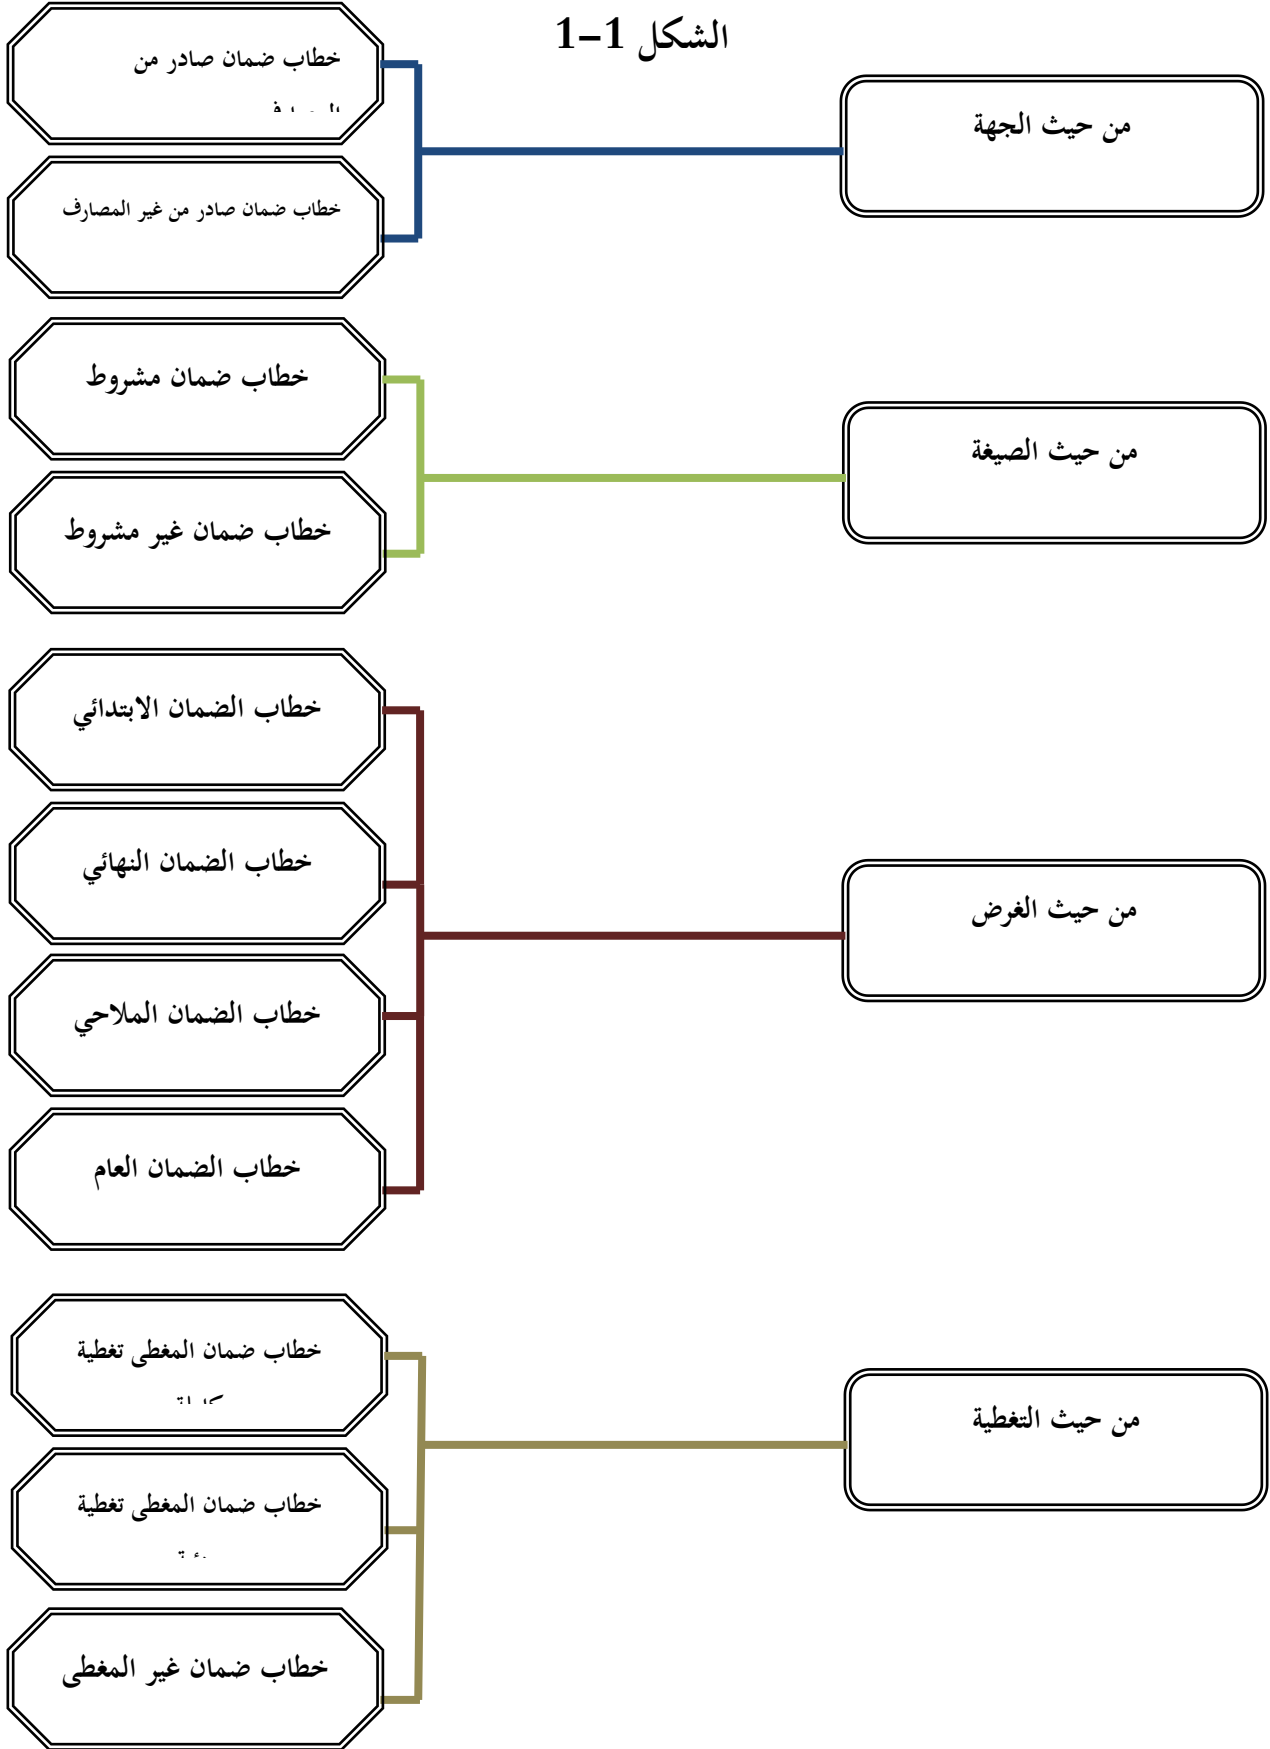 الشكل 1-1
من حيث الجهة
خطاب ضمان صادر من
خطاب ضمان صادر من غير المصارف
من حيث الصيغة
خطاب ضمان مشروط
خطاب ضمان غير مشروط
من حيث الغرض
خطاب الضمان الابتدائي
خطاب الضمان النهائي
خطاب الضمان الملاحي
خطاب الضمان العام
من حيث التغطية
خطاب ضمان المغطى تغطية
خطاب ضمان المغطى تغطية
خطاب ضمان غير المغطى